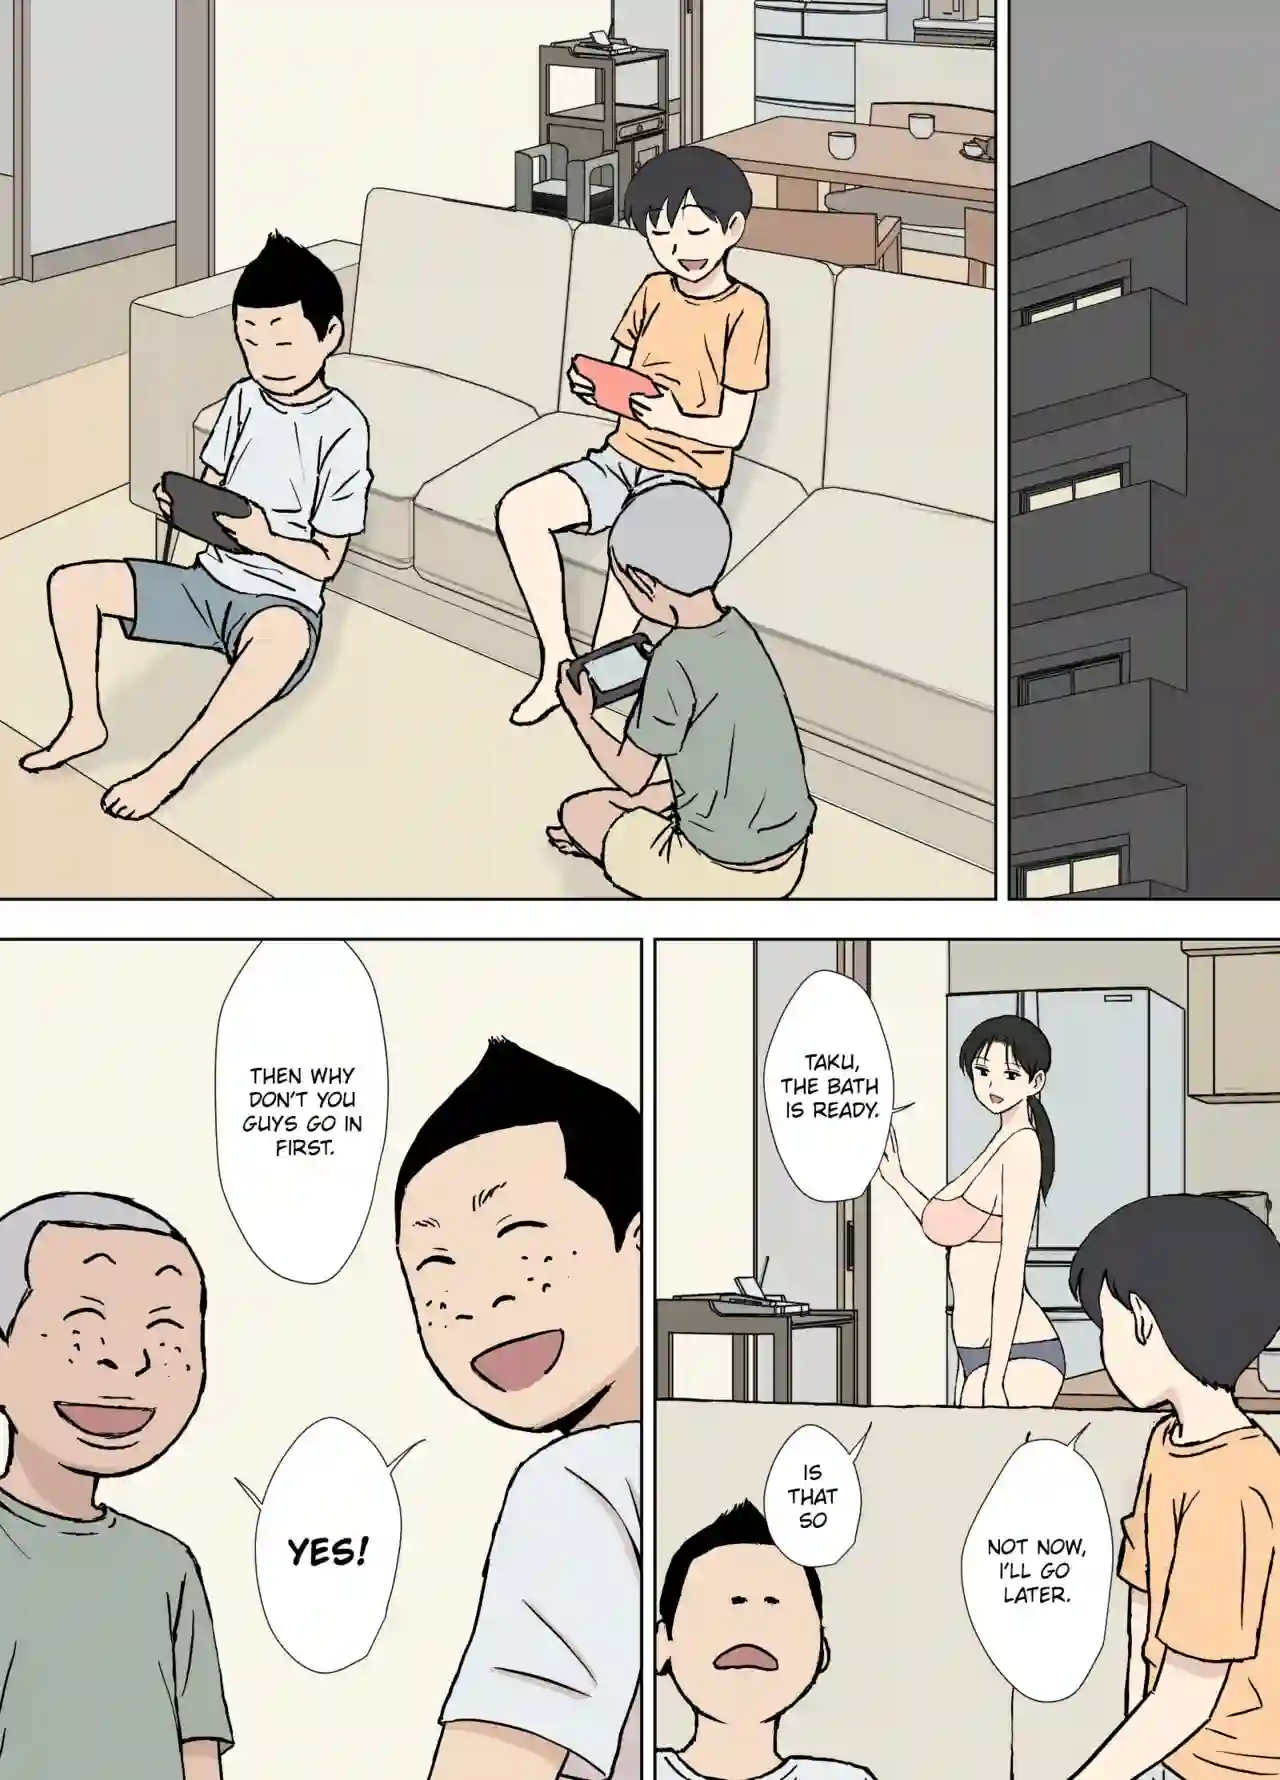 TAKU,
THE BATH
IS READY.
NOT NOW,
I'LL GO
LATER.
IS
THAT
SO
THEN WHY
DON'T YOU
GUYS GO IN
FIRST.
YES!